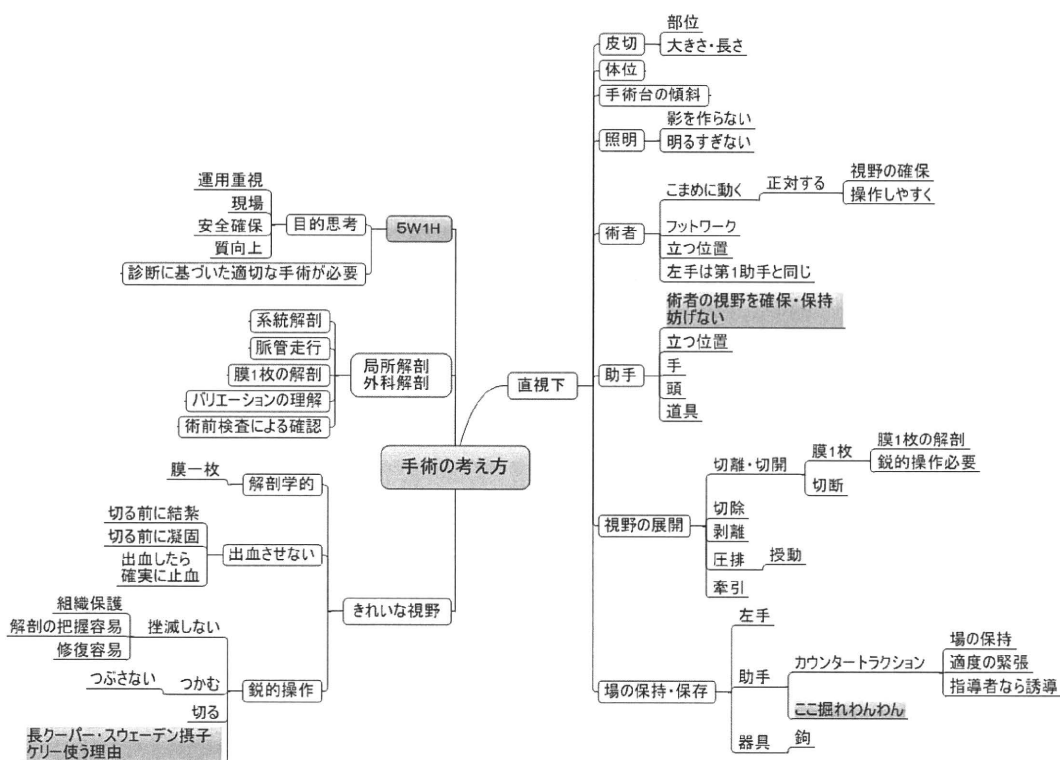 手術の考え方
5W1H
目的思考
運用重視
現場
安全確保
質向上
診断に基づいた適切な手術が必要
局所解剖
外科解剖
系統解剖
脈管走行
膜1枚の解剖
バリエーションの理解
術前検査による確認
きれいな視野
解剖学的
膜一枚
出血させない
切る前に結紮
切る前に凝固
出血したら
確実に止血
鋭的操作
挫滅しない
組織保護
解剖の把握容易
修復容易
つかむ
つぶさない
切る
長クーパー・スウェーデン摂子
ケリー使う理由
直視下
皮切
部位
大きさ・長さ
体位
手術台の傾斜
照明
影を作らない
明るすぎない
術者
こまめに動く
正対する
視野の確保
操作しやすく
フットワーク
立つ位置
左手は第1助手と同じ
助手
術者の視野を確保・保持
妨げない
立つ位置
手
頭
道具
視野の展開
切離・切開
膜1枚
膜1枚の解剖
鋭的操作必要
切断
切除
剥離
圧排
授動
牽引
場の保持・保存
左手
助手
カウンタートラクション
場の保持
適度の緊張
指導者なら誘導
ここ掘れわんわん
器具
鉤